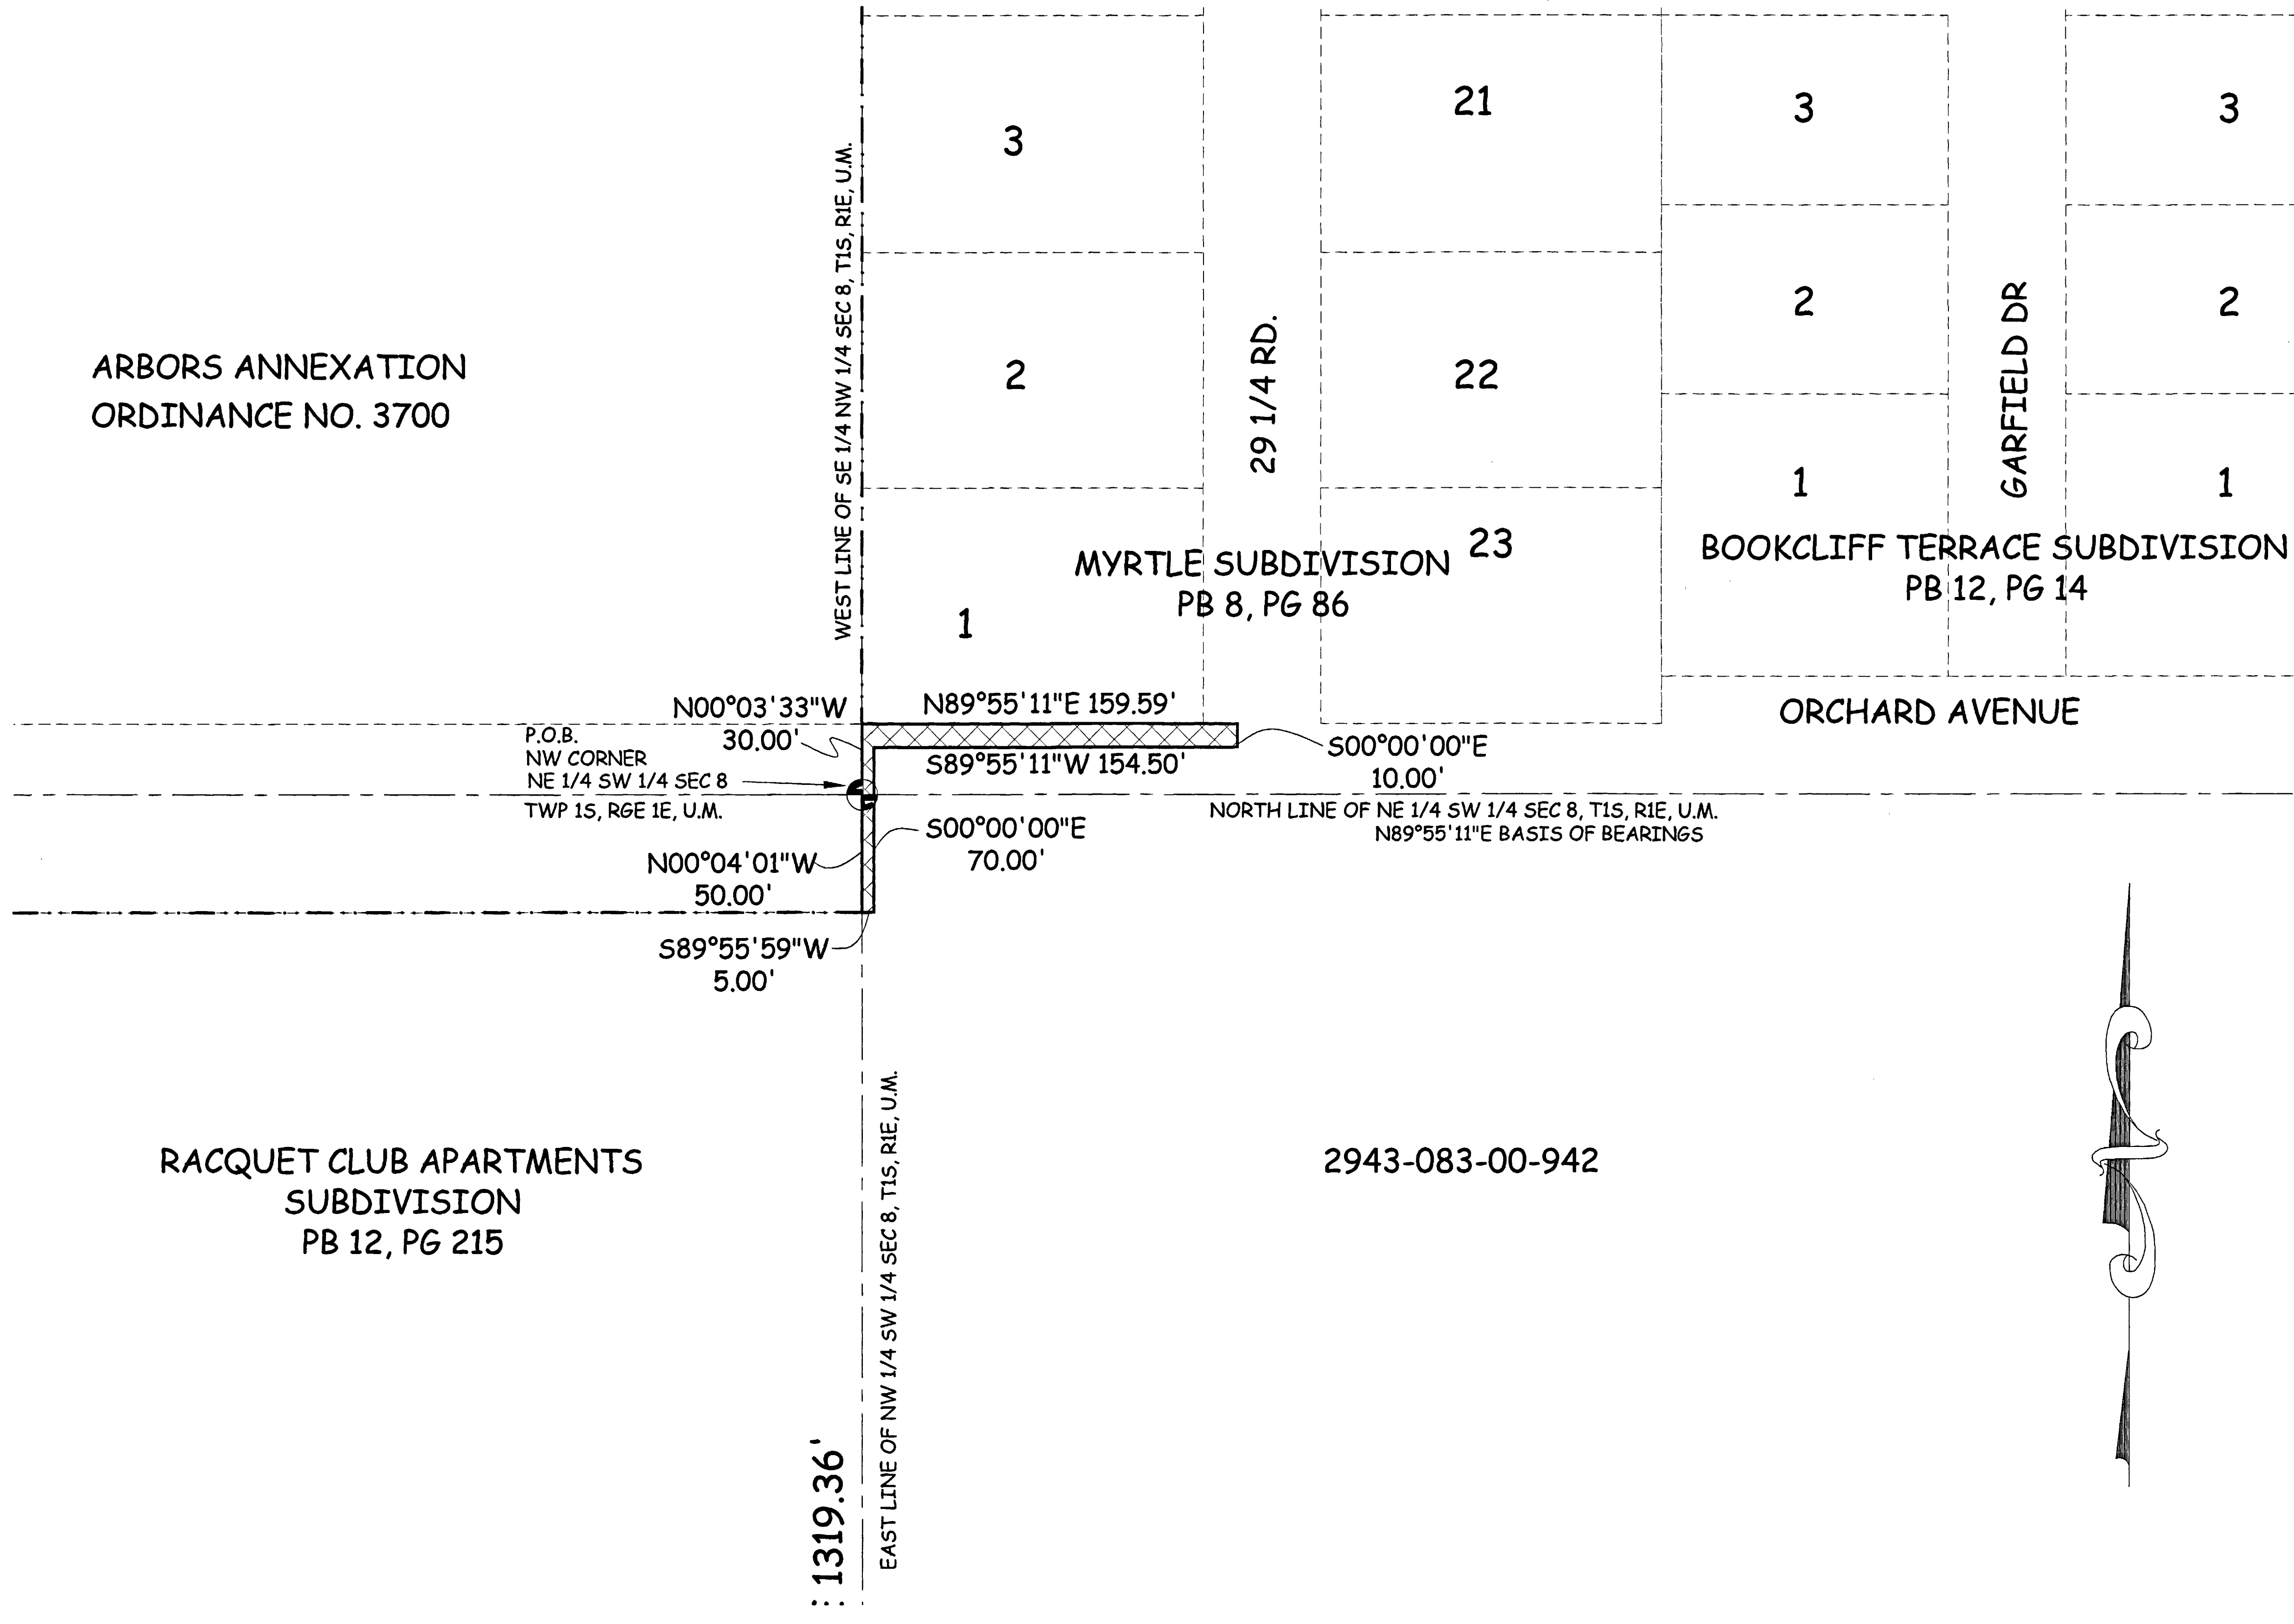 3
21
3
3
WEST LINE OF SE 1/4 NW 1/4 SEC 8, T1S, R1E, U.M.
ARBORS ANNEXATION
ORDINANCE NO. 3700
2
29 1/4 RD.
22
2
GARFIELD DR
2
1
1
23
MYRTLE SUBDIVISION
PB 8, PG 86
BOOKCLIFF TERRACE SUBDIVISION
PB 12, PG 14
1
N00°03'33"W
30.00'
N89°55'11"E 159.59'
ORCHARD AVENUE
P.O.B.
NW CORNER
NE 1/4 SW 1/4 SEC 8
TWP 1S, RGE 1E, U.M.
S89°55'11"W 154.50'
S00°00'00"E
10.00'
NORTH LINE OF NE 1/4 SW 1/4 SEC 8, T1S, R1E, U.M.
N89°55'11"E BASIS OF BEARINGS
S00°00'00"E
70.00'
N00°04'01"W
50.00'
S89°55'59"W
5.00'
RACQUET CLUB APARTMENTS
SUBDIVISION
PB 12, PG 215
EAST LINE OF NW 1/4 SW 1/4 SEC 8, T1S, R1E, U.M.
2943-083-00-942
1319.36'